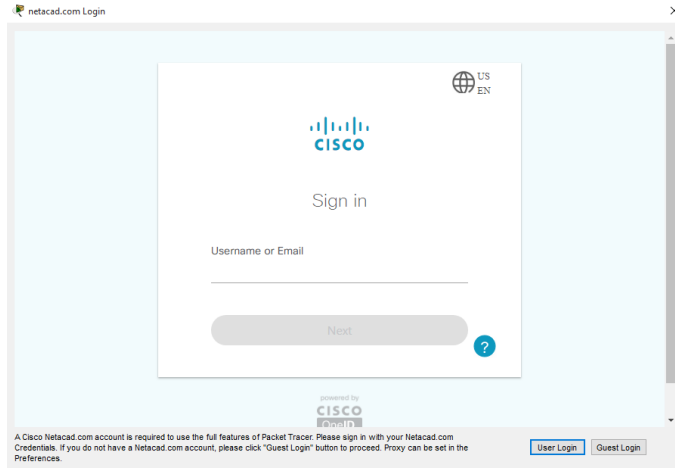 netacad.com Login
US
EN
CISCO
Sign in
Username or Email
Next
?
powered by
CISCO
OneID
A Cisco Netacad.com account is required to use the full features of Packet Tracer. Please sign in with your Netacad.com
Credentials. If you do not have a Netacad.com account, please click "Guest Login" button to proceed. Proxy can be set in the
Preferences.
User Login Guest Login